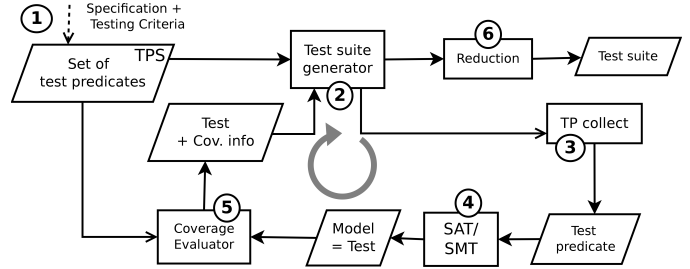 1
Specification +
Testing Criteria
TPS
Set of
test predicates
Test suite
generator
2
6
Reduction
Test suite
Test
+ Cov. info
TP collect
3
5
Coverage
Evaluator
Model
= Test
4
SAT/
SMT
Test
predicate